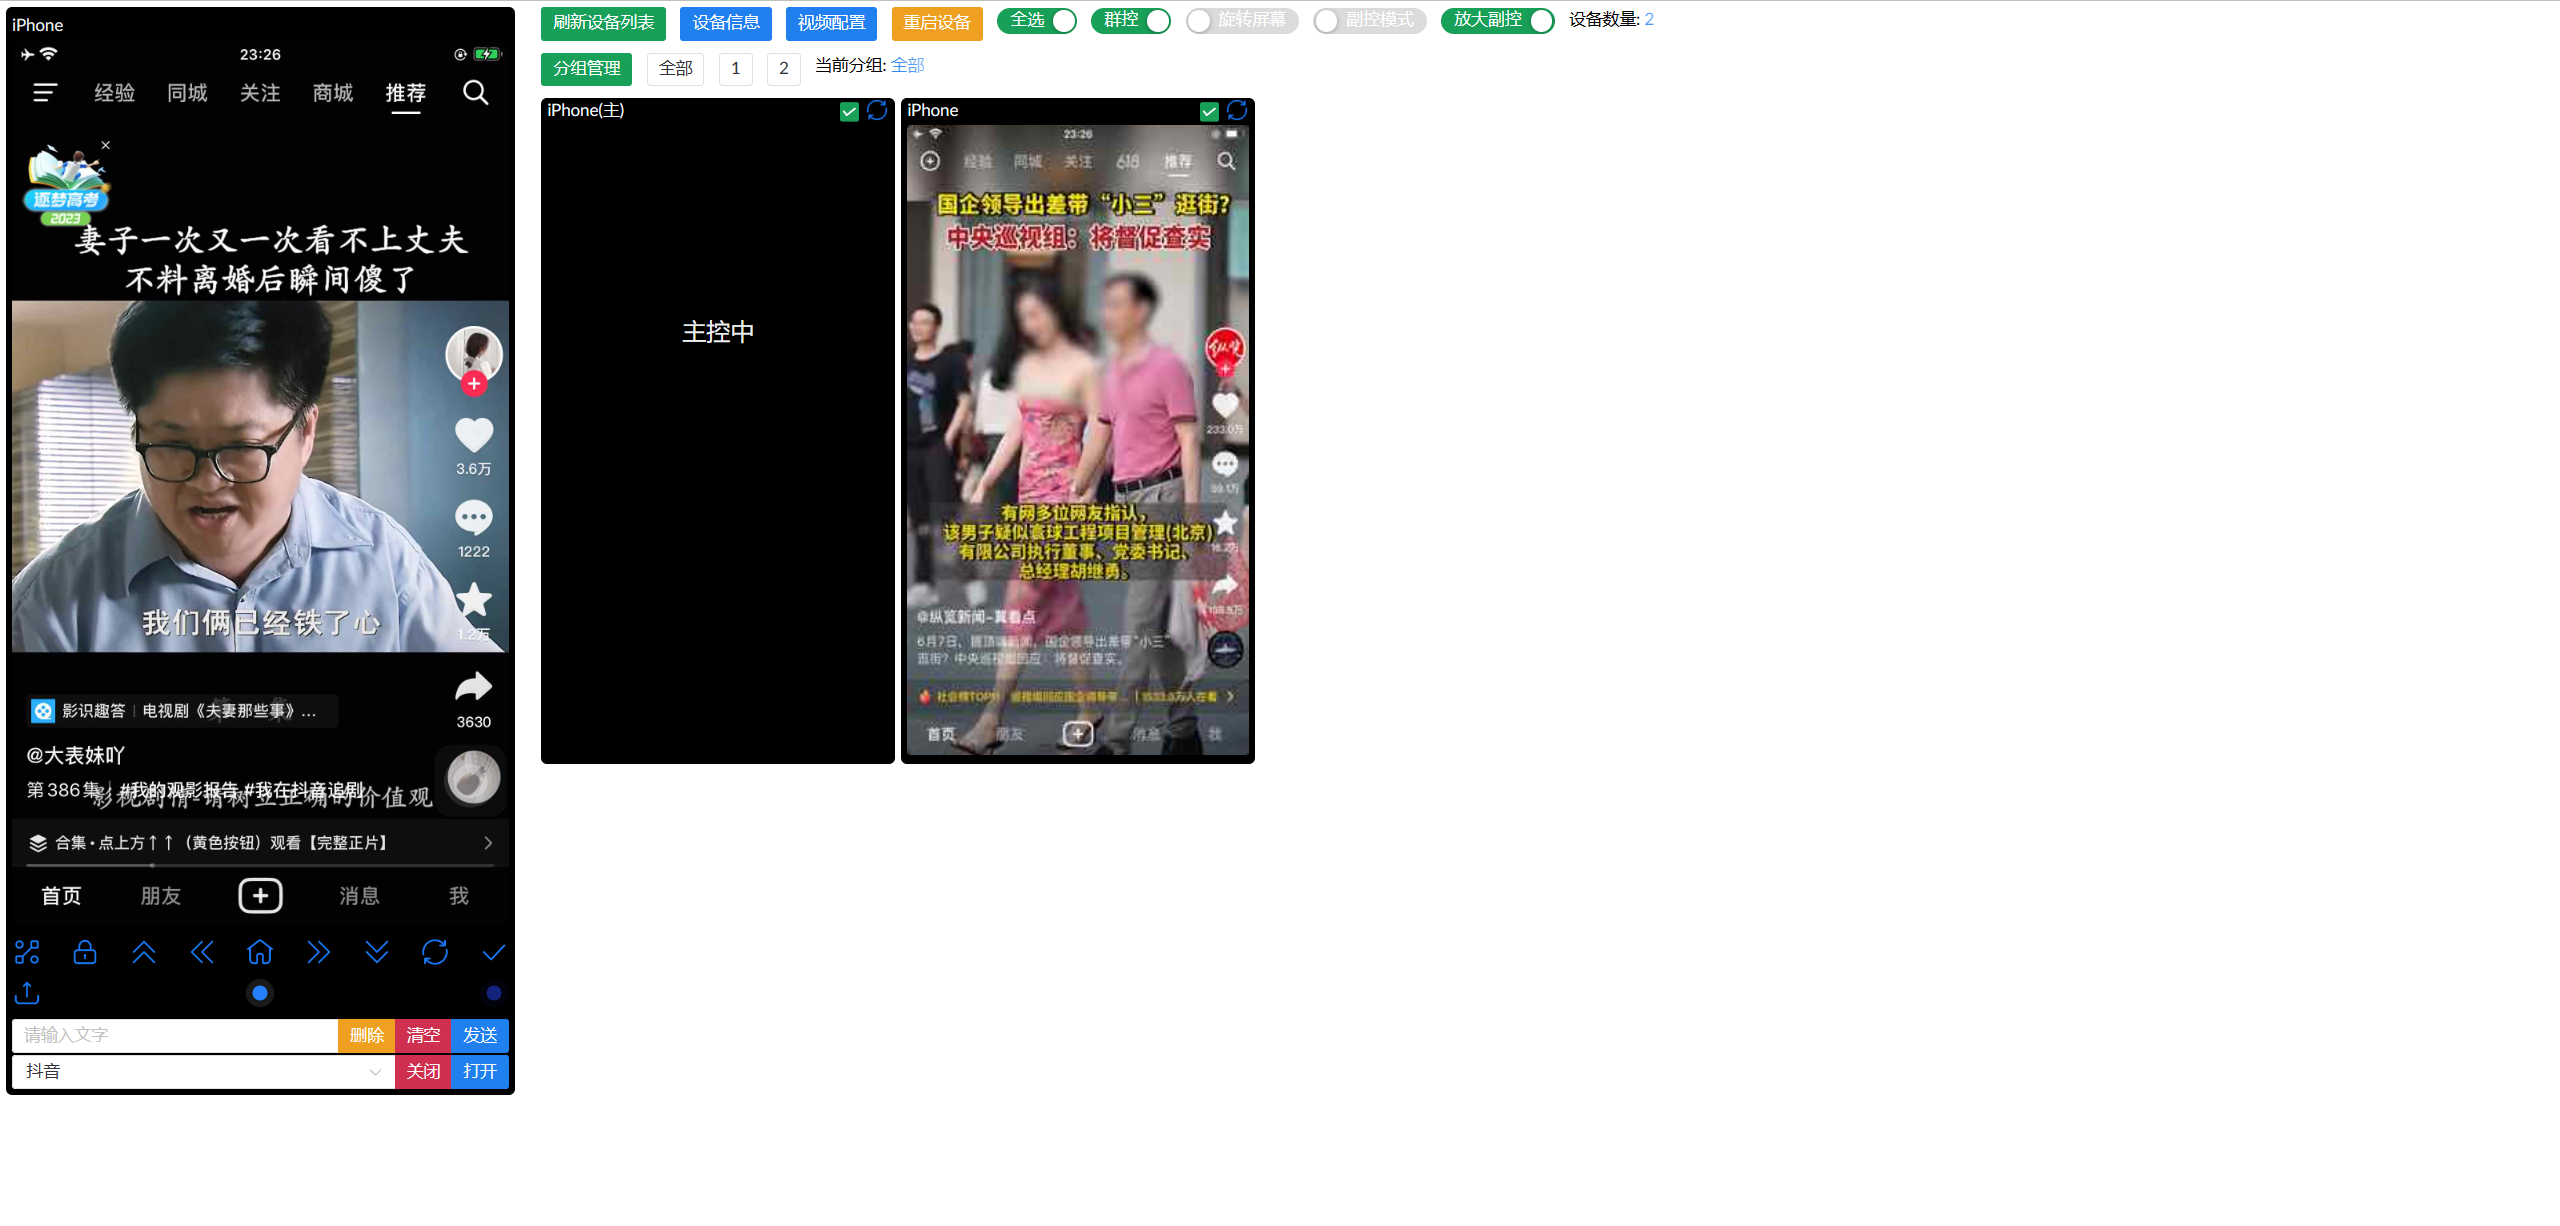 iPhone
23:26
经验 同城 关注 商城 推荐
逐梦高考
2023
妻子一次又一次看不上丈夫
不料离婚后瞬间傻了
3.6万
1222
我们俩已经铁了心
1.2万
影识趣答 | 电视剧《夫妻那些事》...
3630
@大表妹吖
第386集 #我的观影报告 #我在抖音追剧
影视剧情-请树立正确的价值观
合集 · 点上方↑↑（黄色按钮）观看【完整正片】
首页 朋友 消息 我
请输入文字 删除 清空 发送
抖音 关闭 打开
刷新设备列表 设备信息 视频配置 重启设备 全选 群控 旋转屏幕 副控模式 放大副控 设备数量: 2
分组管理 全部 1 2 当前分组: 全部
iPhone(主)
主控中
iPhone
23:26
经验 同城 关注 618 推荐
国企领导出差带“小三”逛街?
中央巡视组：将督促查实
233.0万
有网多位网友指认，
该男子疑似寰球工程项目管理(北京)
有限公司执行董事、党委书记、
总经理胡继勇。
@纵览新闻-冀看点
6月7日，国企领导出差带“小三”
逛街？中央巡视组回应：将督促查实。
首页 朋友 消息 我